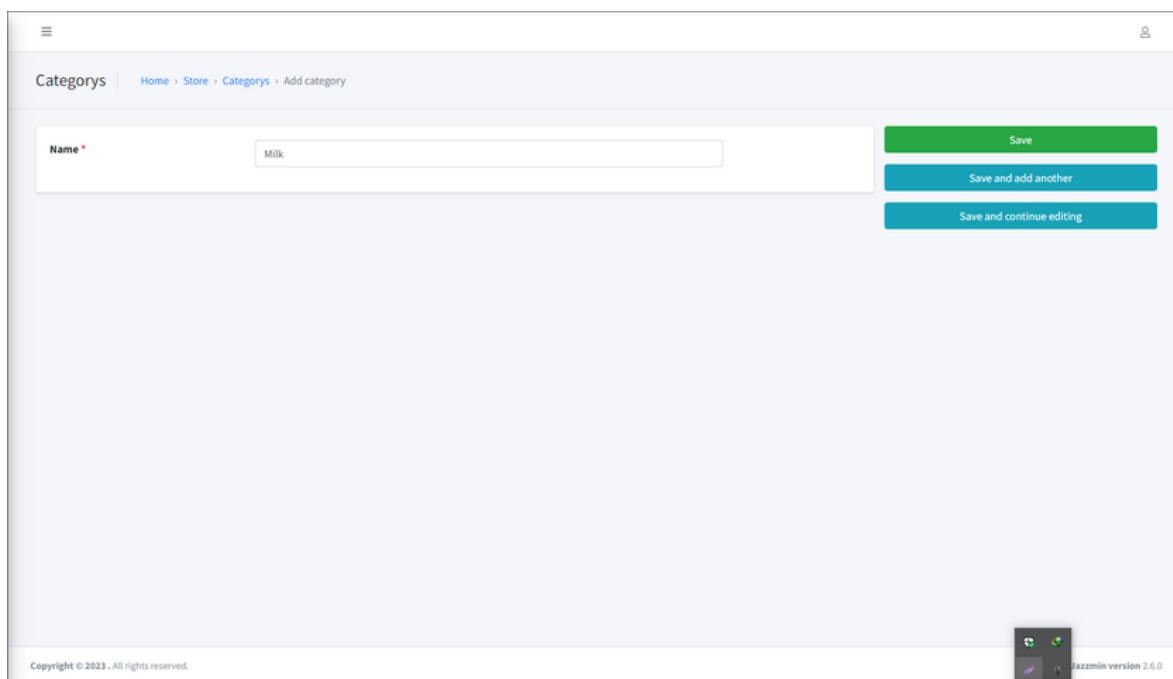 Categorys
Home › Store › Categorys › Add category
Name *
Milk
Save
Save and add another
Save and continue editing
Copyright © 2023 . All rights reserved.
Jazzmin version 2.6.0